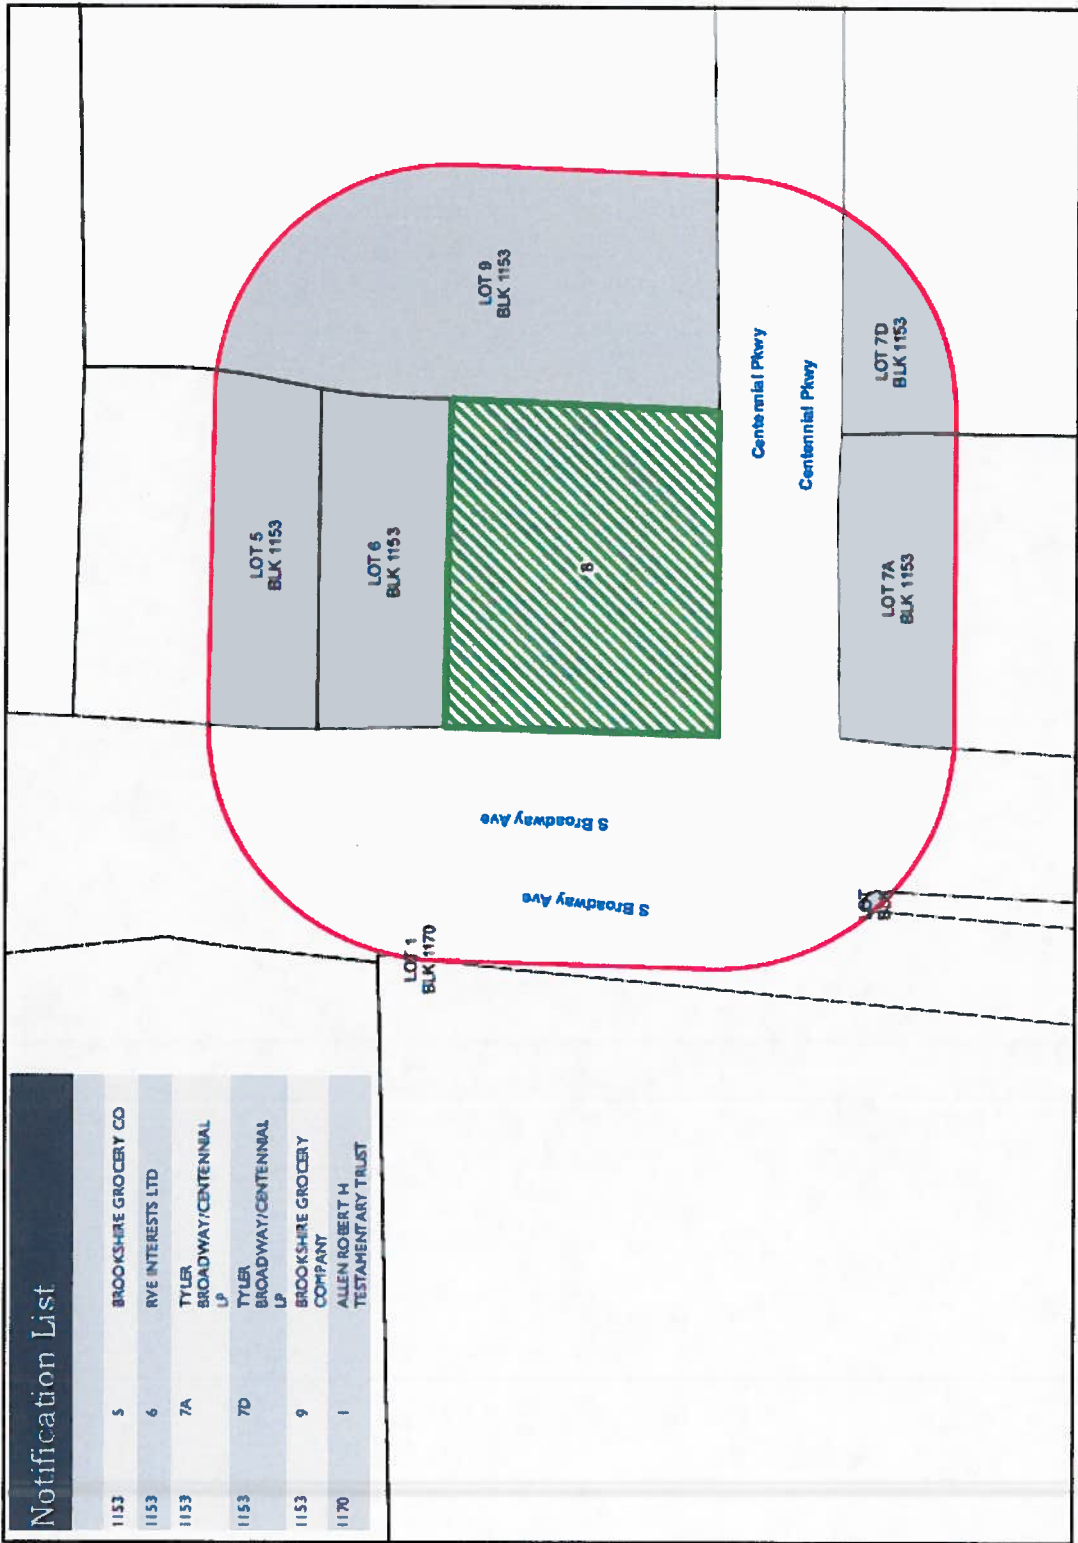 Notification List
1153 5 BROOKSHIRE GROCERY CO
1153 6 RYE INTERESTS LTD
1153 7A TYLER
BROADWAY/CENTENNIAL
LP
1153 7D TYLER
BROADWAY/CENTENNIAL
LP
1153 9 BROOKSHIRE GROCERY
COMPANY
1170 1 ALLEN ROBERT H
TESTAMENTARY TRUST
LOT 1
BLK 1170
S Broadway Ave
S Broadway Ave
LOT 5
BLK 1153
LOT 6
BLK 1153
8
LOT 9
BLK 1153
Centennial Pkwy
Centennial Pkwy
LOT 7A
BLK 1153
LOT 7D
BLK 1153
LOT
BLK